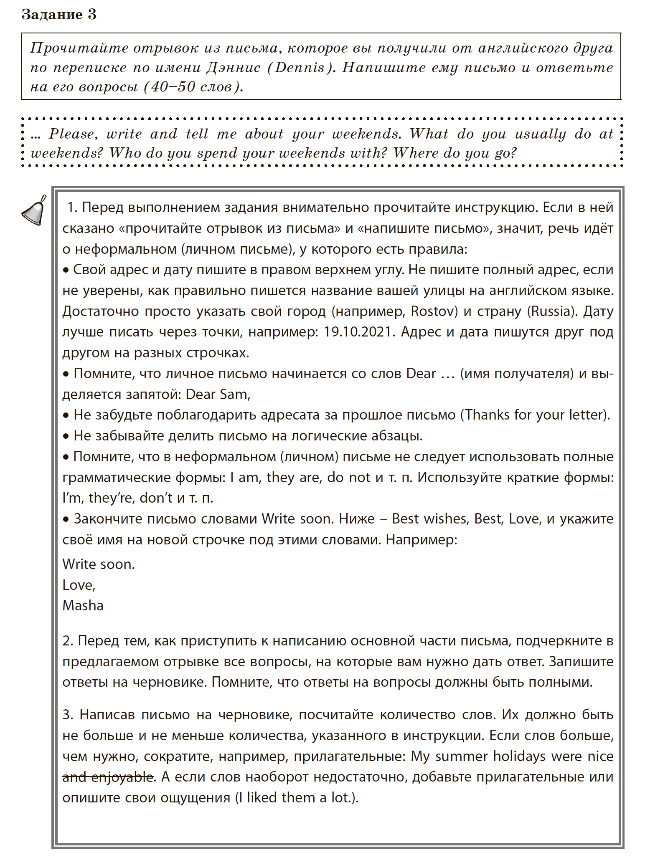 Задание 3
Прочитайте отрывок из письма, которое вы получили от английского друга
по переписке по имени Дэннис (Dennis). Напишите ему письмо и ответьте
на его вопросы (40–50 слов).
... Please, write and tell me about your weekends. What do you usually do at
weekends? Who do you spend your weekends with? Where do you go?
1. Перед выполнением задания внимательно прочитайте инструкцию. Если в ней
сказано «прочитайте отрывок из письма» и «напишите письмо», значит, речь идёт
о неформальном (личном письме), у которого есть правила:
• Свой адрес и дату пишите в правом верхнем углу. Не пишите полный адрес, если
не уверены, как правильно пишется название вашей улицы на английском языке.
Достаточно просто указать свой город (например, Rostov) и страну (Russia). Дату
лучше писать через точки, например: 19.10.2021. Адрес и дата пишутся друг под
другом на разных строчках.
• Помните, что личное письмо начинается со слов Dear … (имя получателя) и вы-
деляется запятой: Dear Sam,
• Не забудьте поблагодарить адресата за прошлое письмо (Thanks for your letter).
• Не забывайте делить письмо на логические абзацы.
• Помните, что в неформальном (личном) письме не следует использовать полные
грамматические формы: I am, they are, do not и т. п. Используйте краткие формы:
I’m, they’re, don’t и т. п.
• Закончите письмо словами Write soon. Ниже – Best wishes, Best, Love, и укажите
своё имя на новой строчке под этими словами. Например:
Write soon.
Love,
Masha
2. Перед тем, как приступить к написанию основной части письма, подчеркните в
предлагаемом отрывке все вопросы, на которые вам нужно дать ответ. Запишите
ответы на черновике. Помните, что ответы на вопросы должны быть полными.
3. Написав письмо на черновике, посчитайте количество слов. Их должно быть
не больше и не меньше количества, указанного в инструкции. Если слов больше,
чем нужно, сократите, например, прилагательные: My summer holidays were nice
and enjoyable. А если слов наоборот недостаточно, добавьте прилагательные или
опишите свои ощущения (I liked them a lot.).